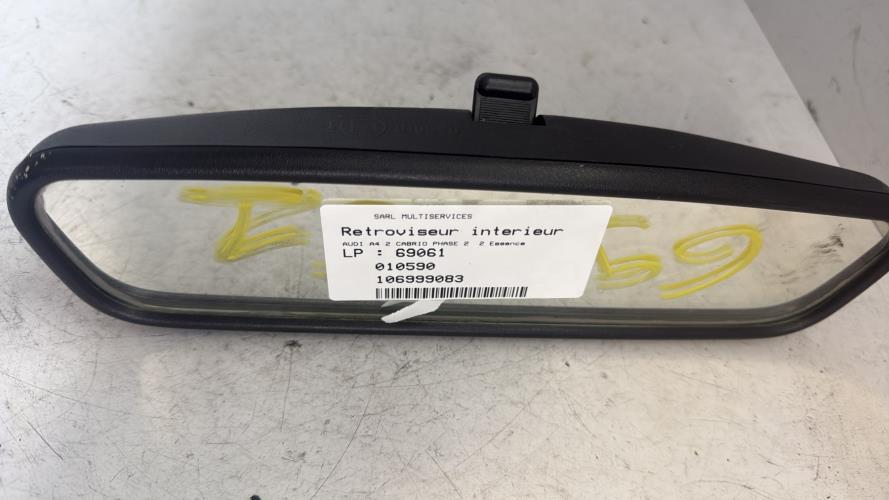 SARL MULTISERVICES
Retroviseur interieur
AUDI A4 2 CABRIO PHASE 2 2 Essence
LP : 69061
010590
106999083